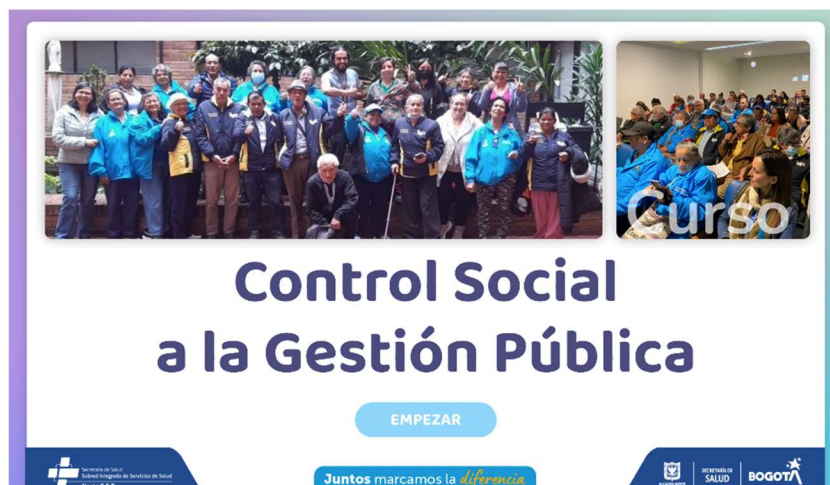 Curso
Control Social
a la Gestión Pública
EMPEZAR
Secretaría de Salud
Subred Integrada de Servicios de Salud
Juntos marcamos la diferencia
SECRETARÍA DE
SALUD
BOGOTÁ